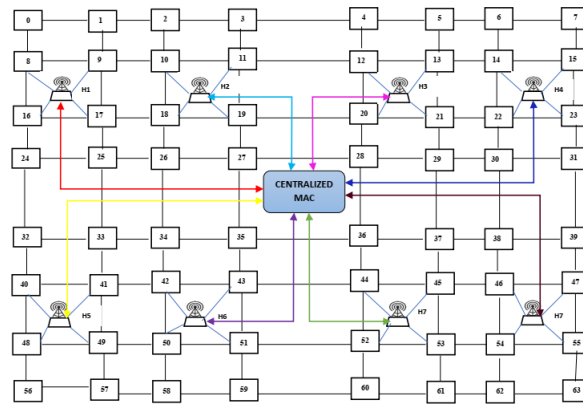 0 1 2 3 4 5 6 7
8 9 10 11 12 13 14 15
H1 H2 H3 H4
16 17 18 19 20 21 22 23
24 25 26 27 28 29 30 31
CENTRALIZED
MAC
32 33 34 35 36 37 38 39
40 41 42 43 44 45 46 47
H5 H6 H7 H7
48 49 50 51 52 53 54 55
56 57 58 59 60 61 62 63